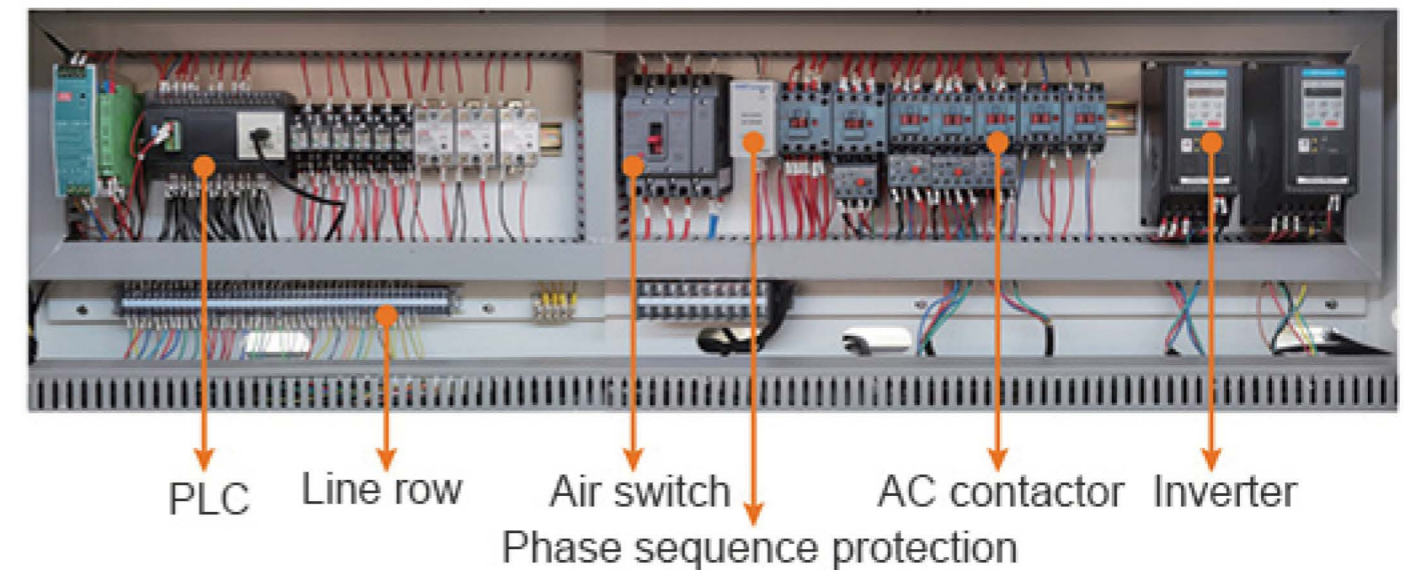 PLC
Line row
Air switch
AC contactor
Inverter
Phase sequence protection